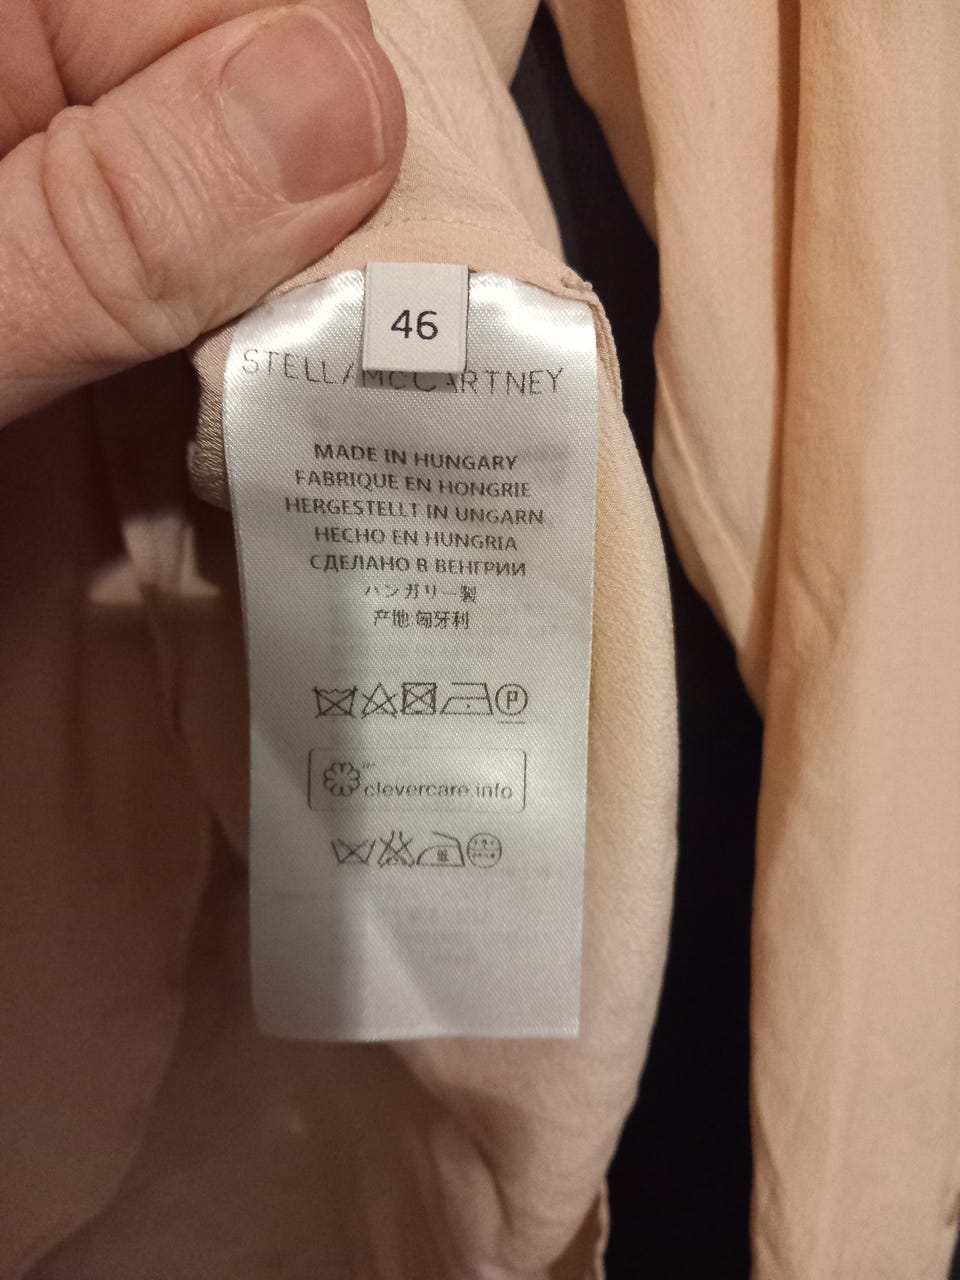 46
STELLA McCARTNEY
MADE IN HUNGARY
FABRIQUE EN HONGRIE
HERGESTELLT IN UNGARN
HECHO EN HUNGRIA
СДЕЛАНО В ВЕНГРИИ
ハンガリー製
产地:匈牙利
P
clevercare.info